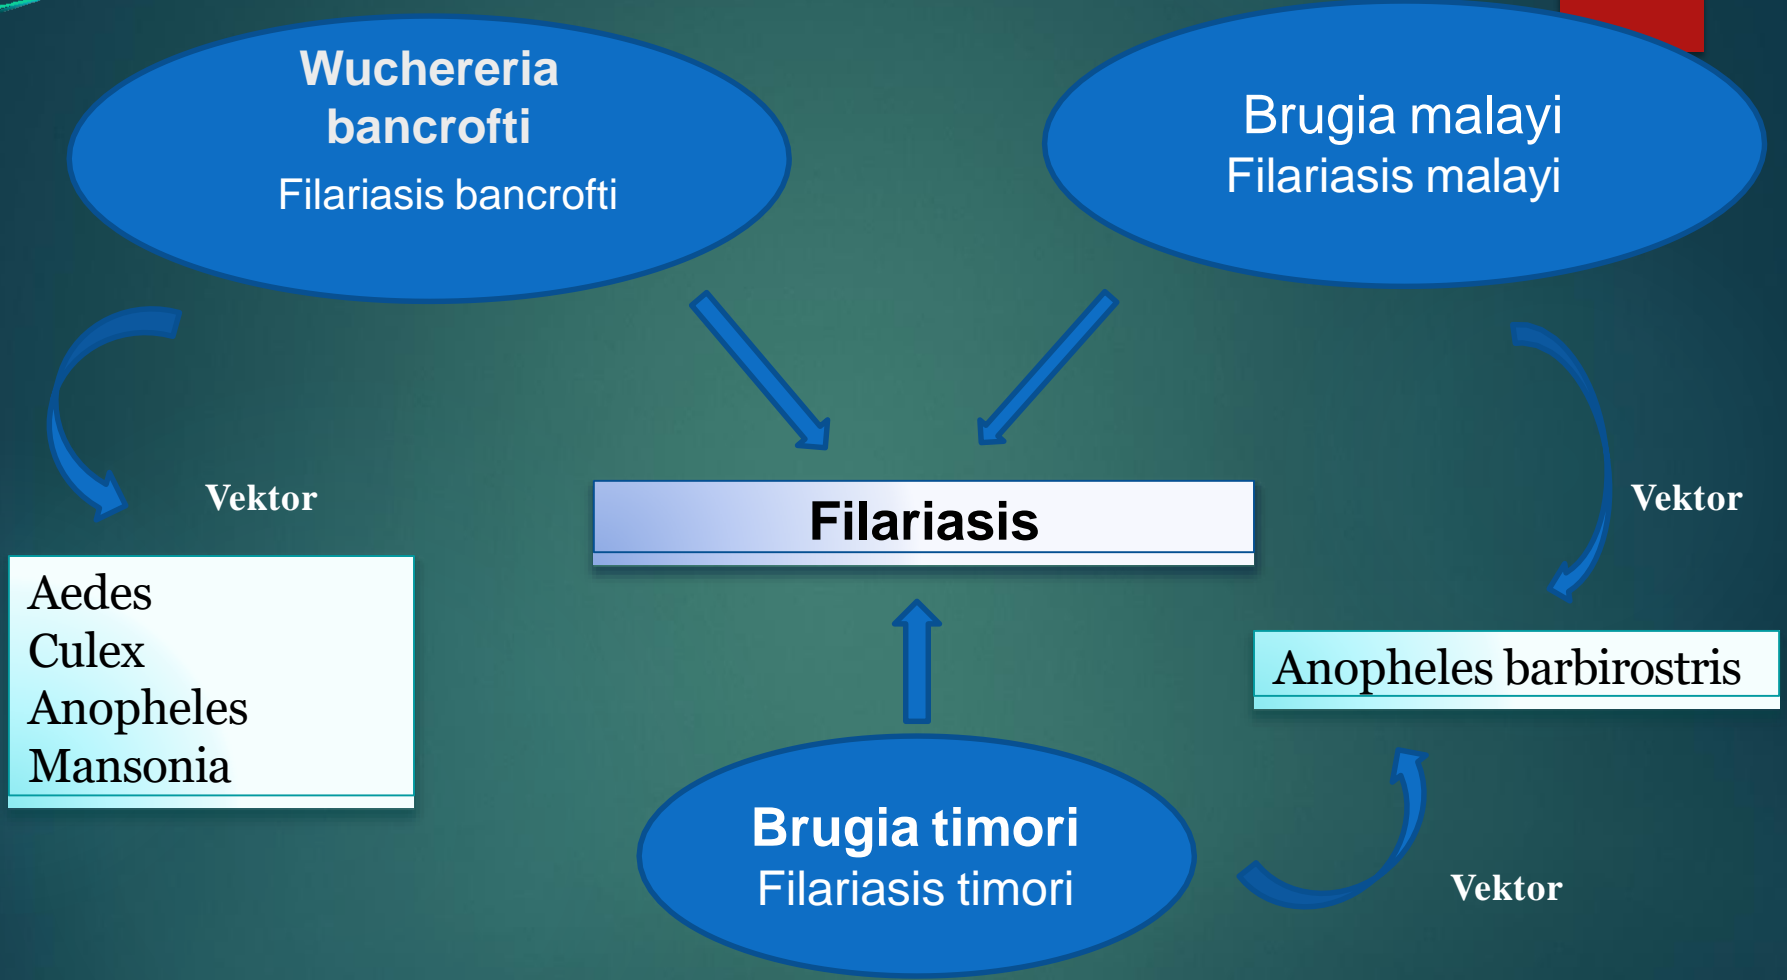 Wuchereria
bancrofti
Filariasis bancrofti
Brugia malayi
Filariasis malayi
Vektor
Filariasis
Vektor
Aedes
Culex
Anopheles
Mansonia
Anopheles barbirostris
Brugia timori
Filariasis timori
Vektor